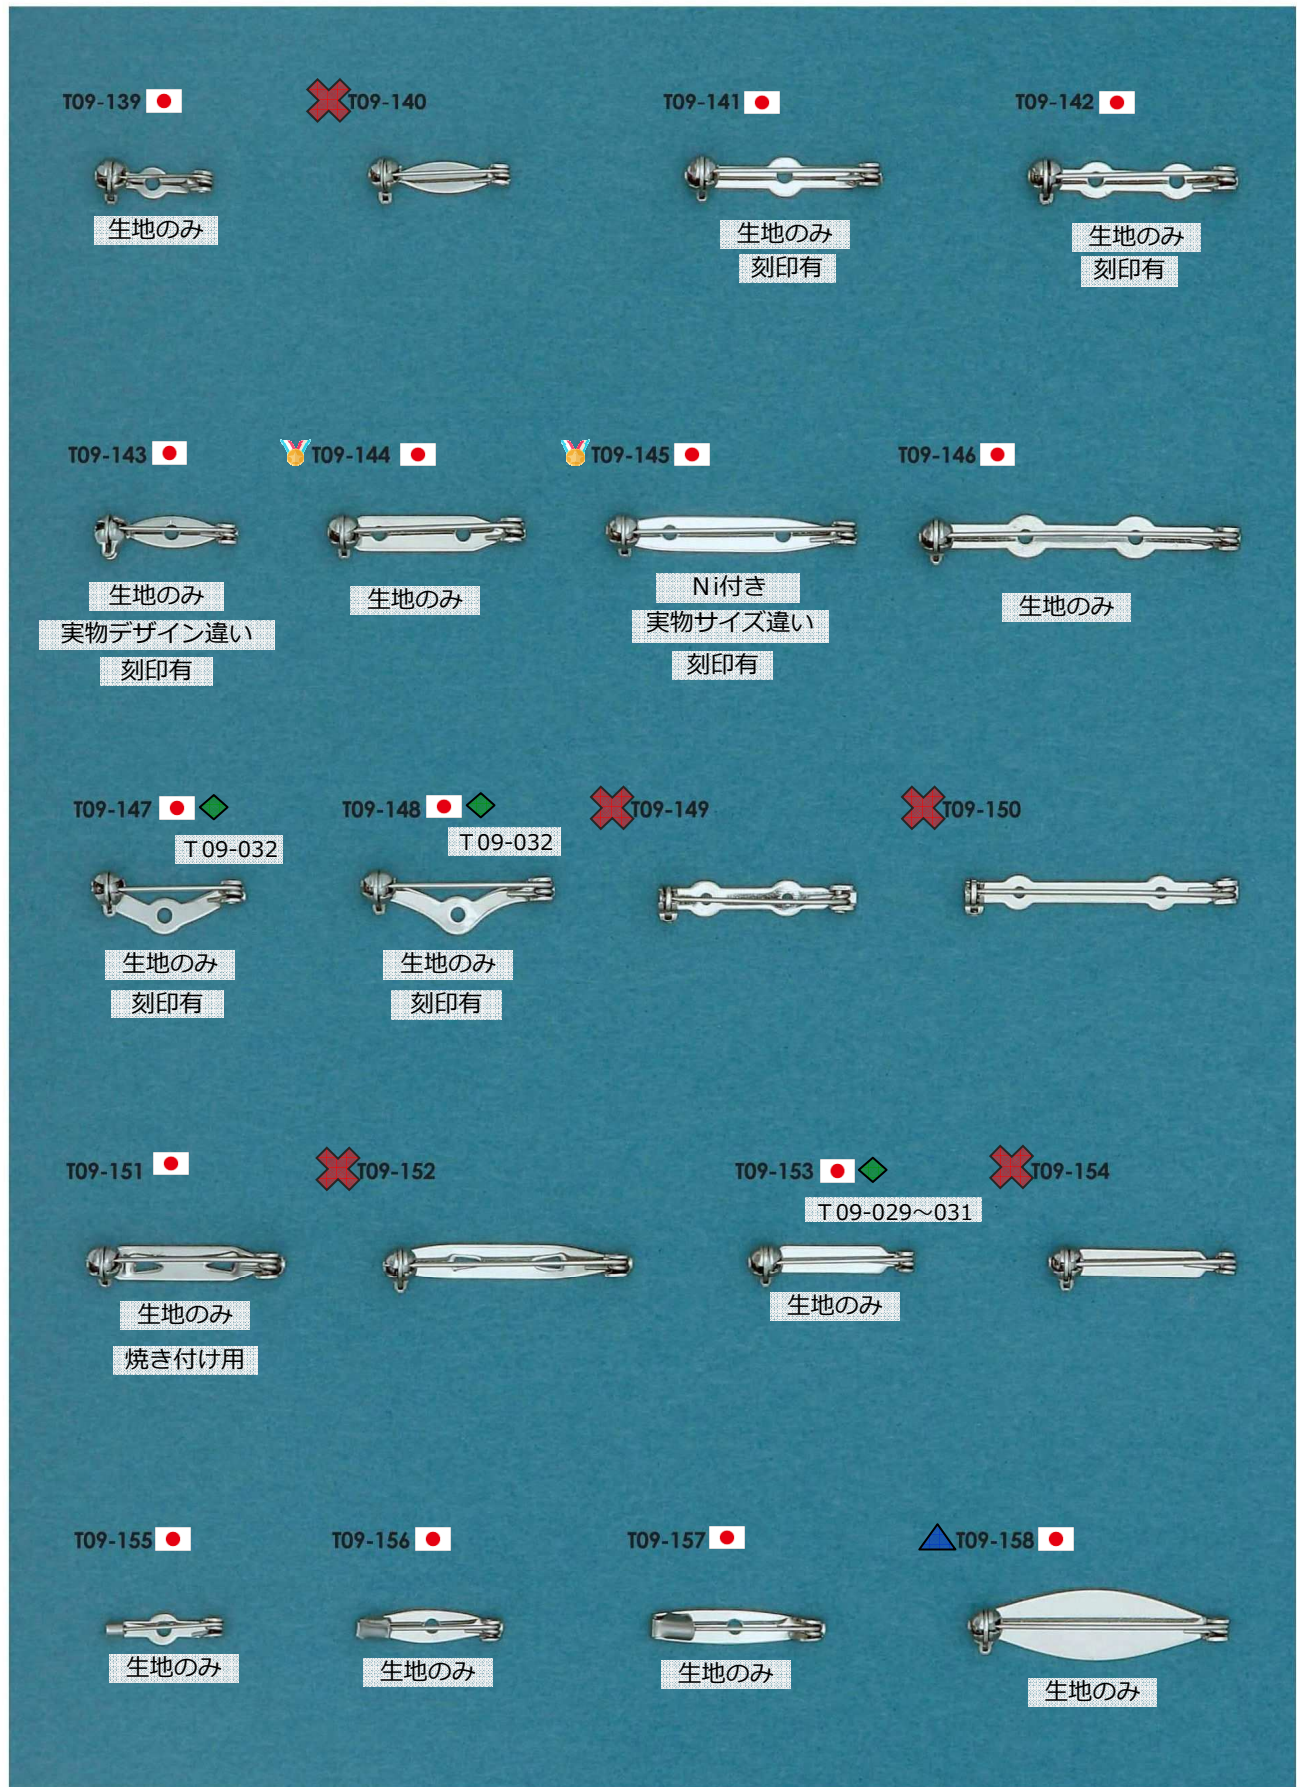 T09-139
T09-140
T09-141
T09-142
生地のみ
生地のみ
刻印有
生地のみ
刻印有
T09-143
T09-144
T09-145
T09-146
生地のみ
実物デザイン違い
刻印有
生地のみ
Ni付き
実物サイズ違い
刻印有
生地のみ
T09-147
T09-032
T09-148
T09-032
T09-149
T09-150
生地のみ
刻印有
生地のみ
刻印有
T09-151
T09-152
T09-153
T09-029～031
T09-154
生地のみ
焼き付け用
生地のみ
T09-155
T09-156
T09-157
T09-158
生地のみ
生地のみ
生地のみ
生地のみ